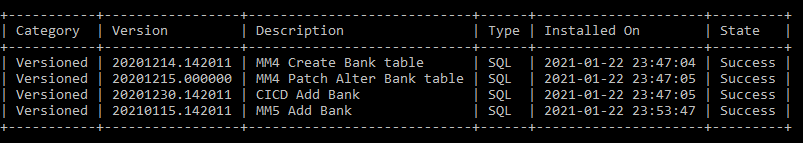 | Category | Version | Description | Type | Installed On | State |
| Versioned | 20201214.142011 | MM4 Create Bank table | SQL | 2021-01-22 23:47:04 | Success |
| Versioned | 20201215.000000 | MM4 Patch Alter Bank table | SQL | 2021-01-22 23:47:05 | Success |
| Versioned | 20201230.142011 | CICD Add Bank | SQL | 2021-01-22 23:47:05 | Success |
| Versioned | 20210115.142011 | MM5 Add Bank | SQL | 2021-01-22 23:53:47 | Success |